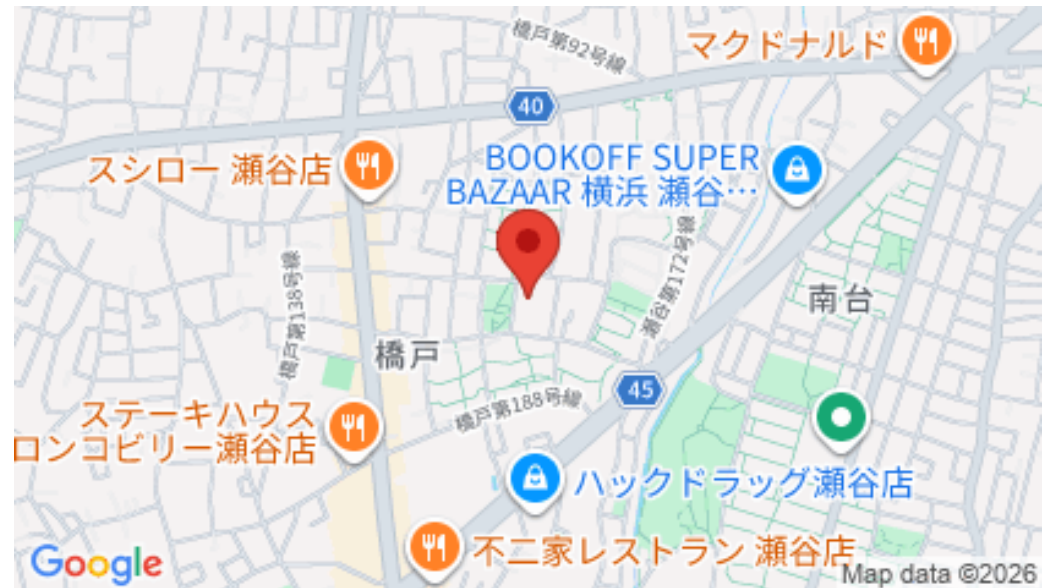 橋戸第92号線
マクドナルド
40
スシロー 瀬谷店
BOOKOFF SUPER
BAZAAR 横浜 瀬谷…
瀬谷第172号線
橋戸第138号線
南台
橋戸
45
橋戸第188号線
ステーキハウス
ロンコビリー瀬谷店
ハックドラッグ瀬谷店
不二家レストラン 瀬谷店
Google
Map data ©2026